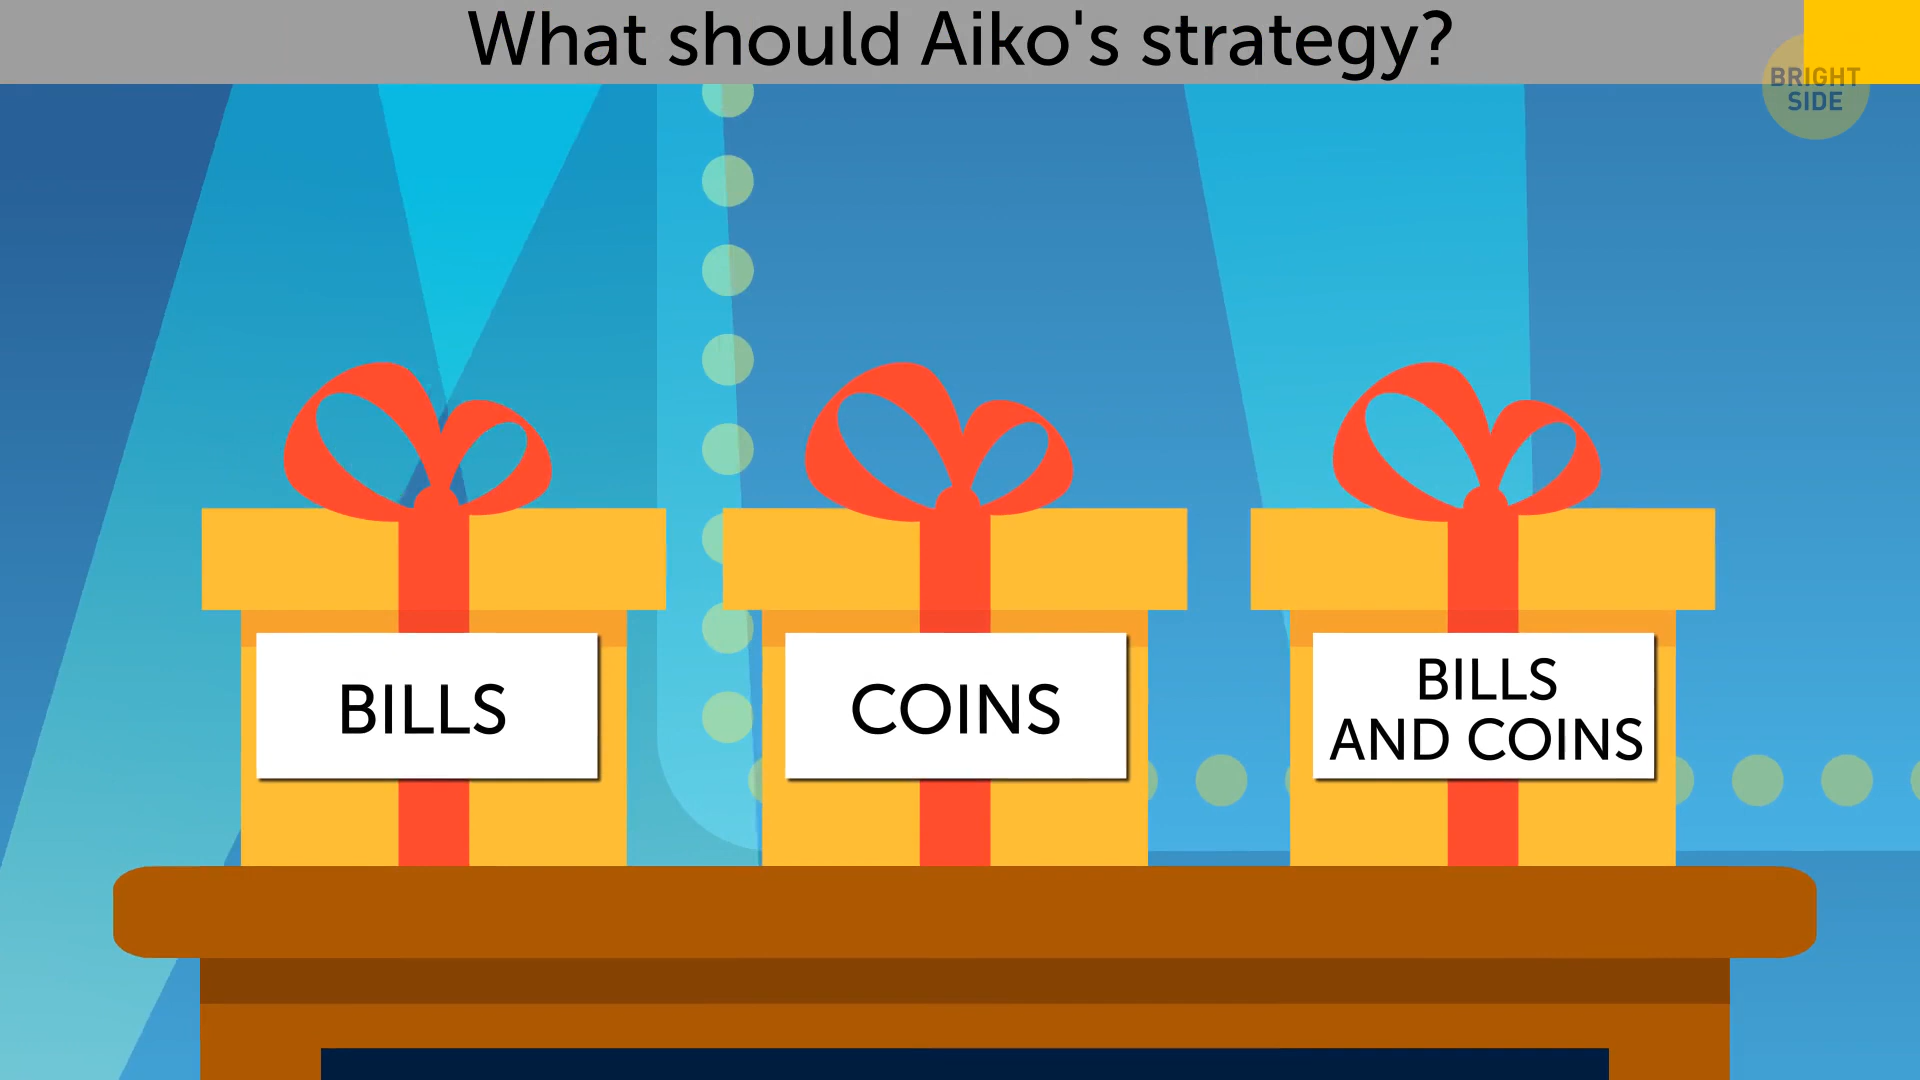 What should Aiko's strategy?
BRIGHT
SIDE
BILLS
COINS
BILLS
AND COINS